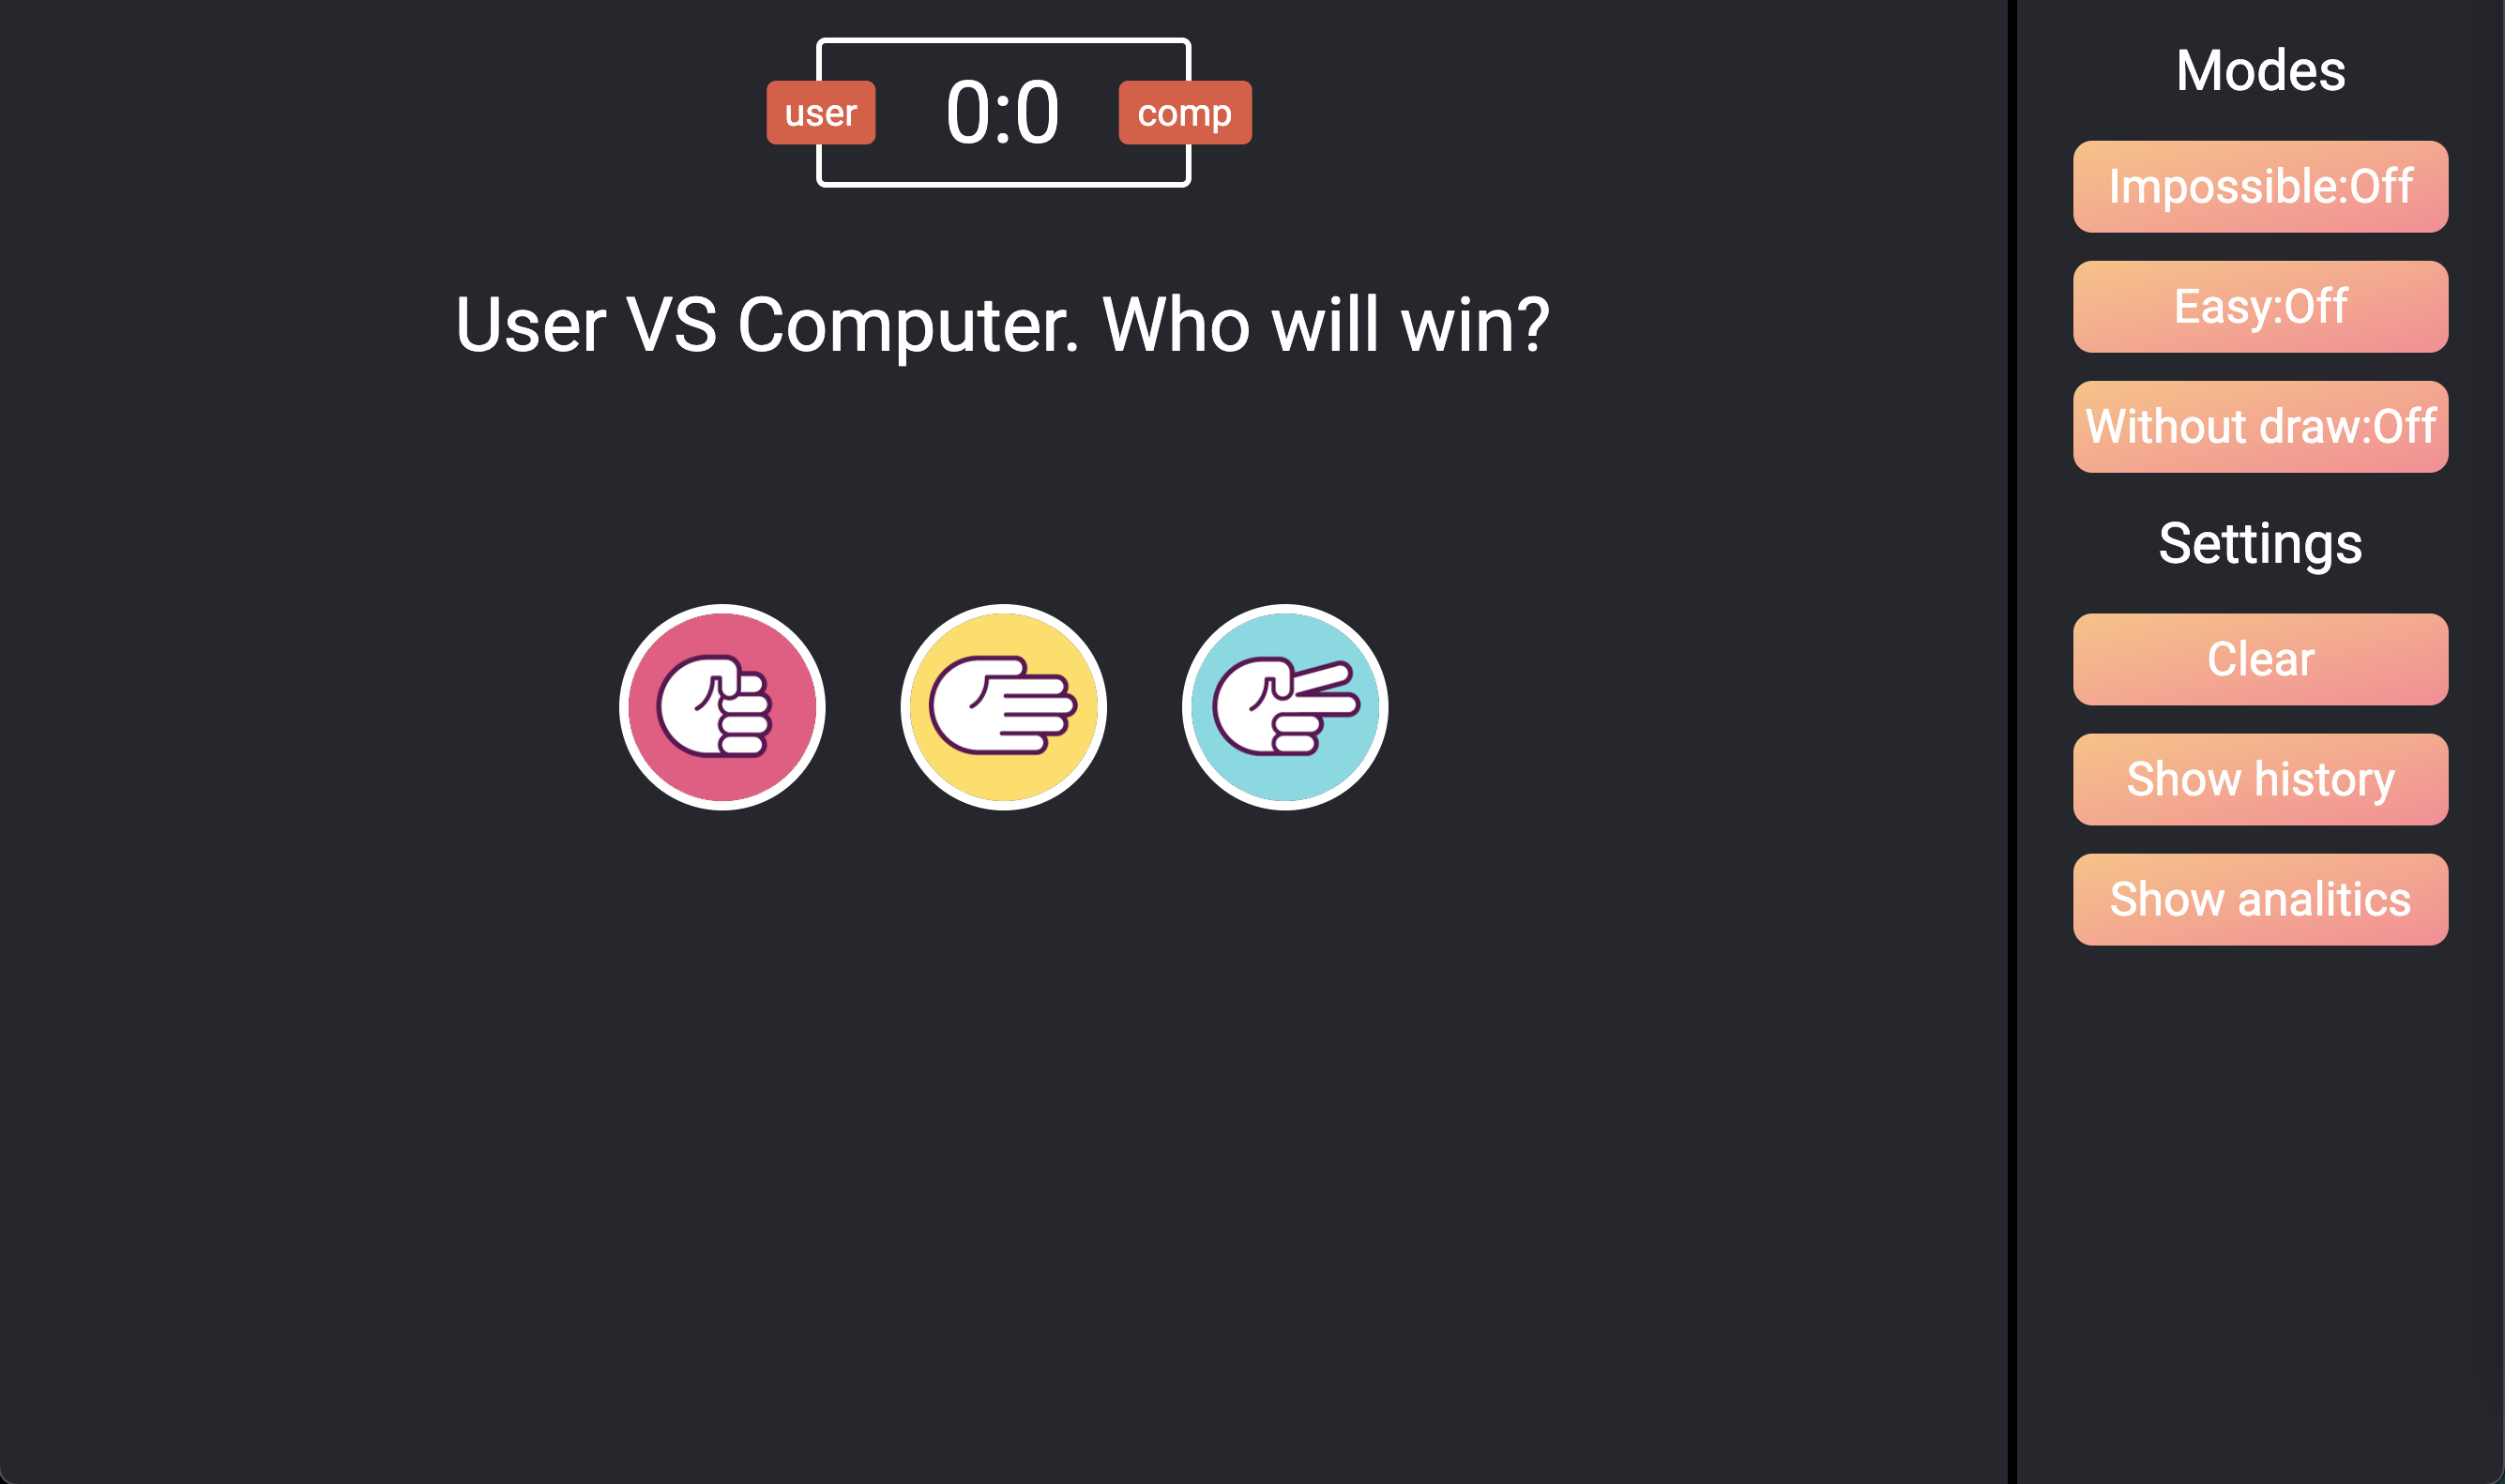 user 0:0 comp
User VS Computer. Who will win?
Modes
Impossible:Off
Easy:Off
Without draw:Off
Settings
Clear
Show history
Show analitics